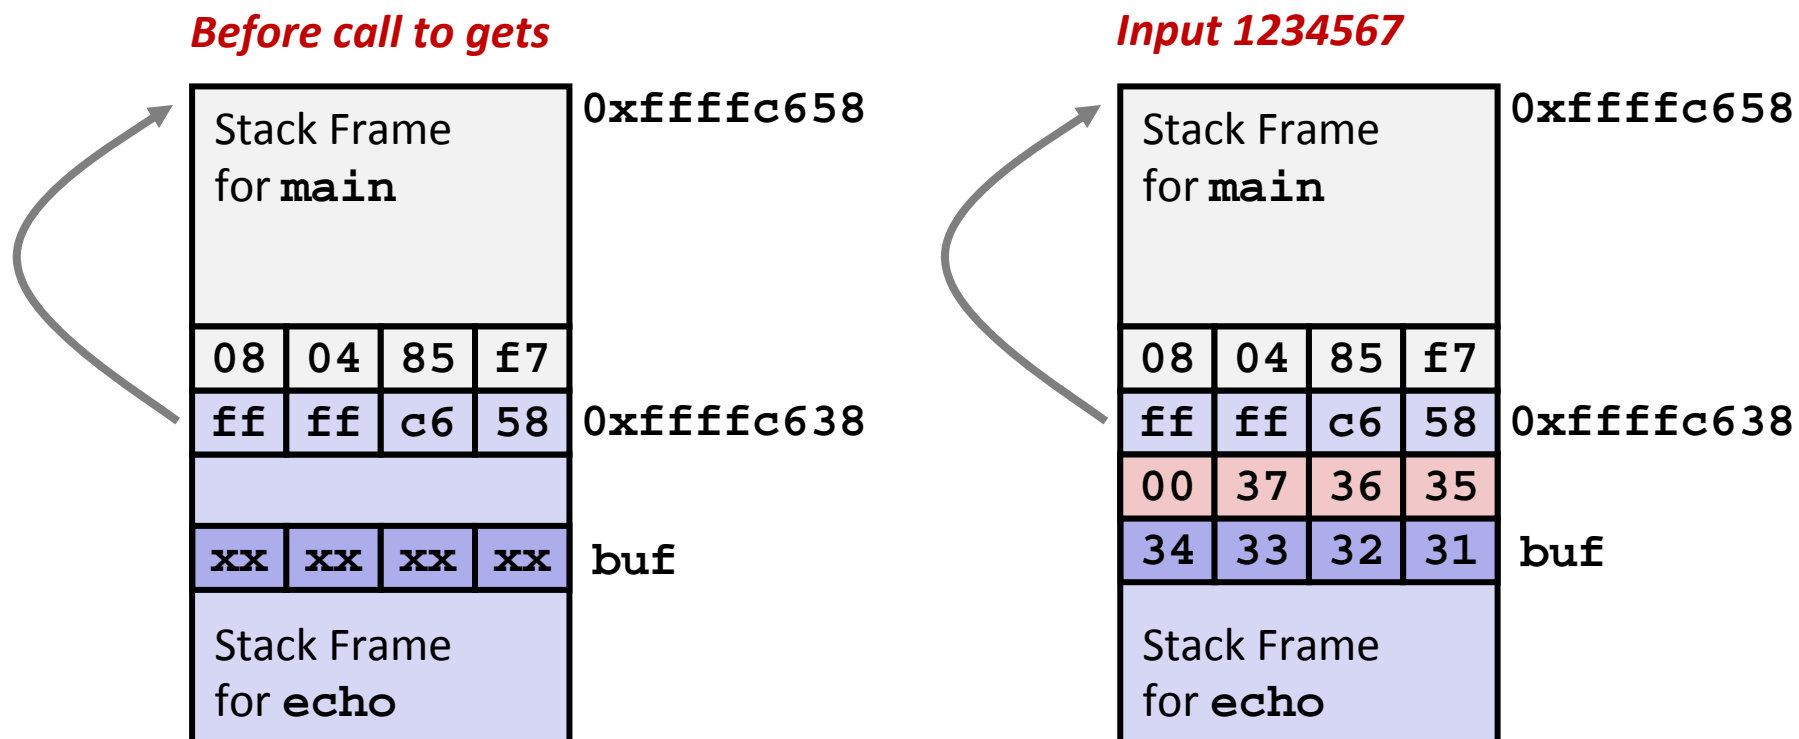 Before call to gets
Stack Frame
for main
0xffffc658
08 04 85 f7
ff ff c6 58 0xffffc638
xx xx xx xx buf
Stack Frame
for echo
Input 1234567
Stack Frame
for main
0xffffc658
08 04 85 f7
ff ff c6 58 0xffffc638
00 37 36 35
34 33 32 31 buf
Stack Frame
for echo